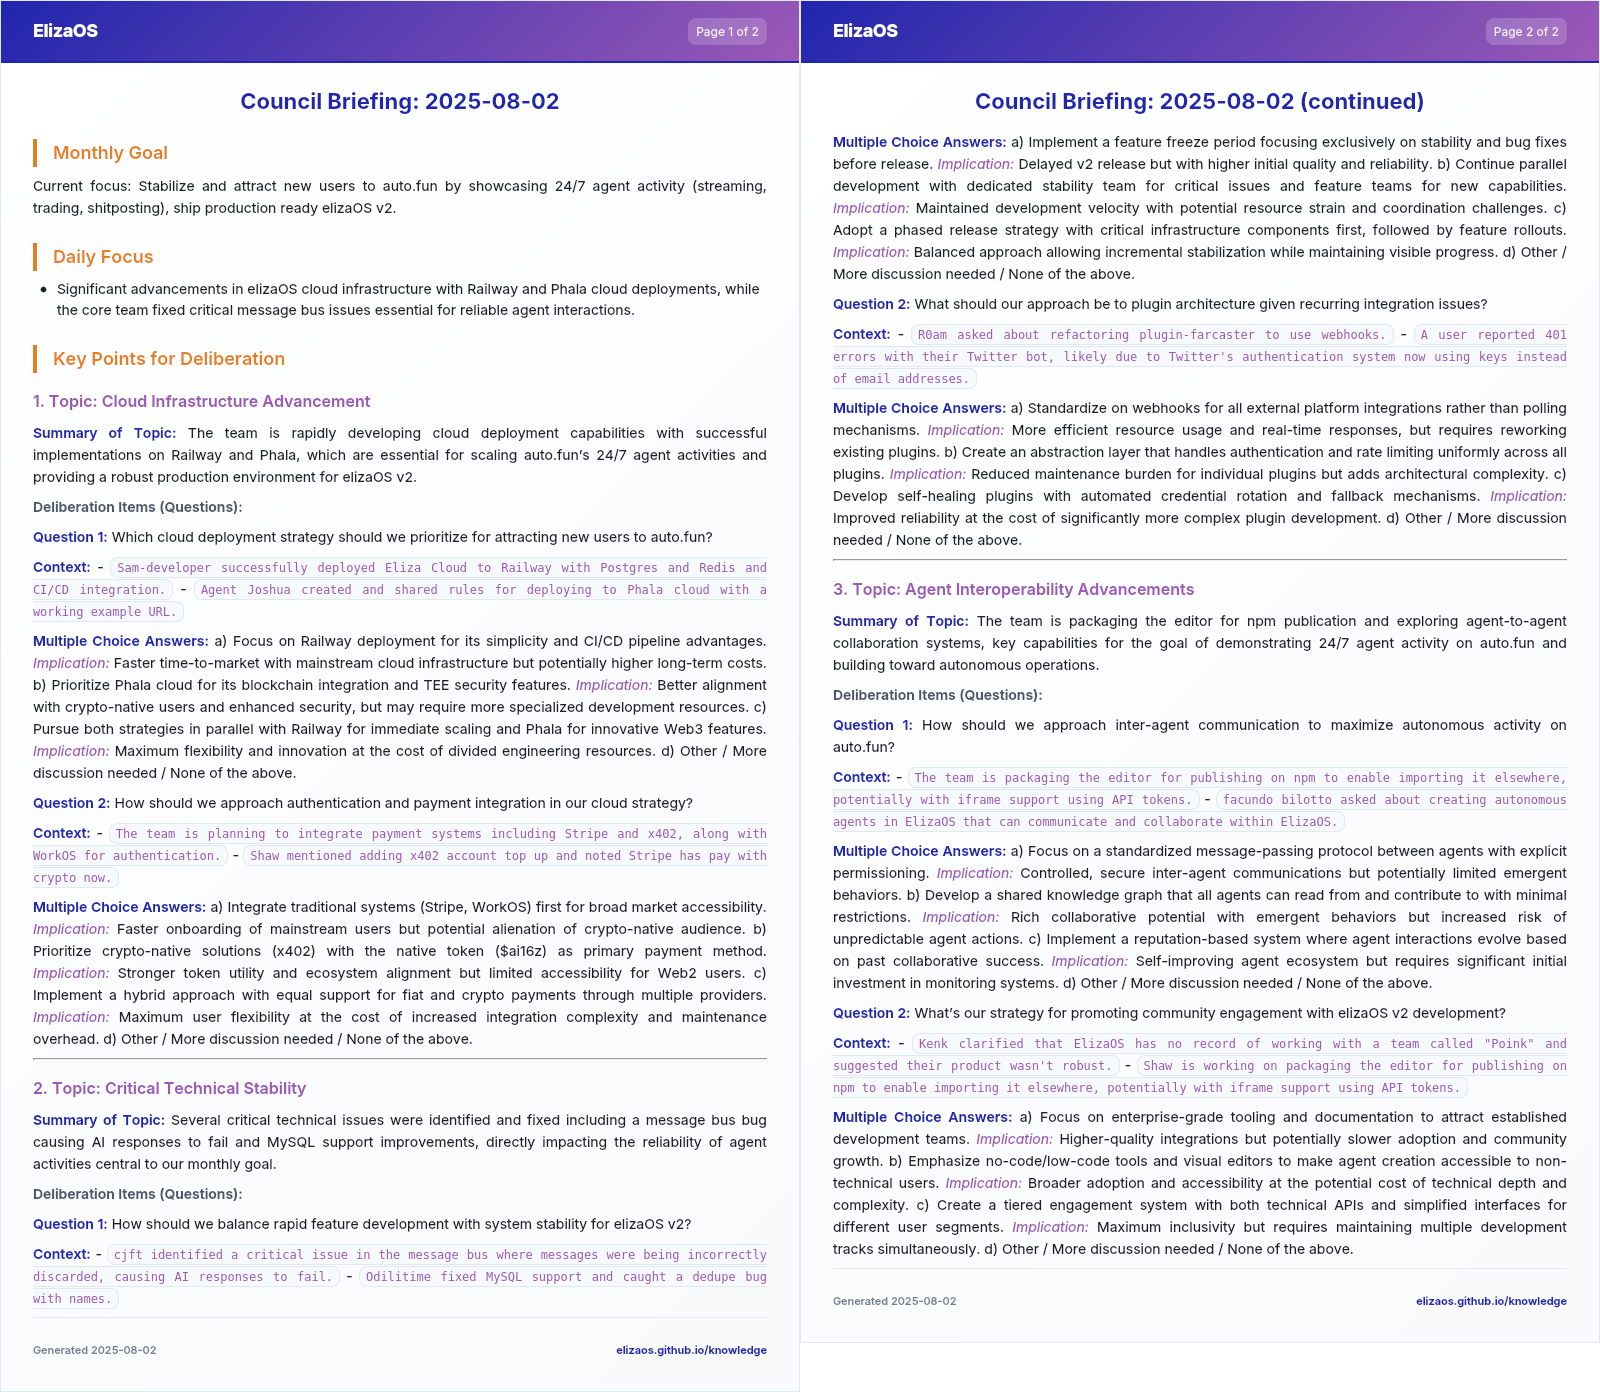 ElizaOS
Page 1 of 2
Council Briefing: 2025-08-02
Monthly Goal
Current focus: Stabilize and attract new users to auto.fun by showcasing 24/7 agent activity (streaming,
trading, shitposting), ship production ready elizaOS v2.
Daily Focus
• Significant advancements in elizaOS cloud infrastructure with Railway and Phala cloud deployments, while
the core team fixed critical message bus issues essential for reliable agent interactions.
Key Points for Deliberation
1. Topic: Cloud Infrastructure Advancement
Summary of Topic: The team is rapidly developing cloud deployment capabilities with successful
implementations on Railway and Phala, which are essential for scaling auto.fun's 24/7 agent activities and
providing a robust production environment for elizaOS v2.
Deliberation Items (Questions):
Question 1: Which cloud deployment strategy should we prioritize for attracting new users to auto.fun?
Context: - Sam-developer successfully deployed Eliza Cloud to Railway with Postgres and Redis and
CI/CD integration. - Agent Joshua created and shared rules for deploying to Phala cloud with a
working example URL.
Multiple Choice Answers: a) Focus on Railway deployment for its simplicity and CI/CD pipeline advantages.
Implication: Faster time-to-market with mainstream cloud infrastructure but potentially higher long-term costs.
b) Prioritize Phala cloud for its blockchain integration and TEE security features. Implication: Better alignment
with crypto-native users and enhanced security, but may require more specialized development resources. c)
Pursue both strategies in parallel with Railway for immediate scaling and Phala for innovative Web3 features.
Implication: Maximum flexibility and innovation at the cost of divided engineering resources. d) Other / More
discussion needed / None of the above.
Question 2: How should we approach authentication and payment integration in our cloud strategy?
Context: - The team is planning to integrate payment systems including Stripe and x402, along with
WorkOS for authentication. - Shaw mentioned adding x402 account top up and noted Stripe has pay with
crypto now.
Multiple Choice Answers: a) Integrate traditional systems (Stripe, WorkOS) first for broad market accessibility.
Implication: Faster onboarding of mainstream users but potential alienation of crypto-native audience. b)
Prioritize crypto-native solutions (x402) with the native token ($ai16z) as primary payment method.
Implication: Stronger token utility and ecosystem alignment but limited accessibility for Web2 users. c)
Implement a hybrid approach with equal support for fiat and crypto payments through multiple providers.
Implication: Maximum user flexibility at the cost of increased integration complexity and maintenance
overhead. d) Other / More discussion needed / None of the above.
2. Topic: Critical Technical Stability
Summary of Topic: Several critical technical issues were identified and fixed including a message bus bug
causing AI responses to fail and MySQL support improvements, directly impacting the reliability of agent
activities central to our monthly goal.
Deliberation Items (Questions):
Question 1: How should we balance rapid feature development with system stability for elizaOS v2?
Context: - cjft identified a critical issue in the message bus where messages were being incorrectly
discarded, causing AI responses to fail. - Odilitime fixed MySQL support and caught a dedupe bug
with names.
Generated 2025-08-02
elizaos.github.io/knowledge
ElizaOS
Page 2 of 2
Council Briefing: 2025-08-02 (continued)
Multiple Choice Answers: a) Implement a feature freeze period focusing exclusively on stability and bug fixes
before release. Implication: Delayed v2 release but with higher initial quality and reliability. b) Continue parallel
development with dedicated stability team for critical issues and feature teams for new capabilities.
Implication: Maintained development velocity with potential resource strain and coordination challenges. c)
Adopt a phased release strategy with critical infrastructure components first, followed by feature rollouts.
Implication: Balanced approach allowing incremental stabilization while maintaining visible progress. d) Other /
More discussion needed / None of the above.
Question 2: What should our approach be to plugin architecture given recurring integration issues?
Context: - R0am asked about refactoring plugin-farcaster to use webhooks. - A user reported 401
errors with their Twitter bot, likely due to Twitter's authentication system now using keys instead
of email addresses.
Multiple Choice Answers: a) Standardize on webhooks for all external platform integrations rather than polling
mechanisms. Implication: More efficient resource usage and real-time responses, but requires reworking
existing plugins. b) Create an abstraction layer that handles authentication and rate limiting uniformly across all
plugins. Implication: Reduced maintenance burden for individual plugins but adds architectural complexity. c)
Develop self-healing plugins with automated credential rotation and fallback mechanisms. Implication:
Improved reliability at the cost of significantly more complex plugin development. d) Other / More discussion
needed / None of the above.
3. Topic: Agent Interoperability Advancements
Summary of Topic: The team is packaging the editor for npm publication and exploring agent-to-agent
collaboration systems, key capabilities for the goal of demonstrating 24/7 agent activity on auto.fun and
building toward autonomous operations.
Deliberation Items (Questions):
Question 1: How should we approach inter-agent communication to maximize autonomous activity on
auto.fun?
Context: - The team is packaging the editor for publishing on npm to enable importing it elsewhere,
potentially with iframe support using API tokens. - facundo bilotto asked about creating autonomous
agents in ElizaOS that can communicate and collaborate within ElizaOS.
Multiple Choice Answers: a) Focus on a standardized message-passing protocol between agents with explicit
permissioning. Implication: Controlled, secure inter-agent communications but potentially limited emergent
behaviors. b) Develop a shared knowledge graph that all agents can read from and contribute to with minimal
restrictions. Implication: Rich collaborative potential with emergent behaviors but increased risk of
unpredictable agent actions. c) Implement a reputation-based system where agent interactions evolve based
on past collaborative success. Implication: Self-improving agent ecosystem but requires significant initial
investment in monitoring systems. d) Other / More discussion needed / None of the above.
Question 2: What's our strategy for promoting community engagement with elizaOS v2 development?
Context: - Kenk clarified that ElizaOS has no record of working with a team called "Poink" and
suggested their product wasn't robust. - Shaw is working on packaging the editor for publishing on
npm to enable importing it elsewhere, potentially with iframe support using API tokens.
Multiple Choice Answers: a) Focus on enterprise-grade tooling and documentation to attract established
development teams. Implication: Higher-quality integrations but potentially slower adoption and community
growth. b) Emphasize no-code/low-code tools and visual editors to make agent creation accessible to non-
technical users. Implication: Broader adoption and accessibility at the potential cost of technical depth and
complexity. c) Create a tiered engagement system with both technical APIs and simplified interfaces for
different user segments. Implication: Maximum inclusivity but requires maintaining multiple development
tracks simultaneously. d) Other / More discussion needed / None of the above.
Generated 2025-08-02
elizaos.github.io/knowledge